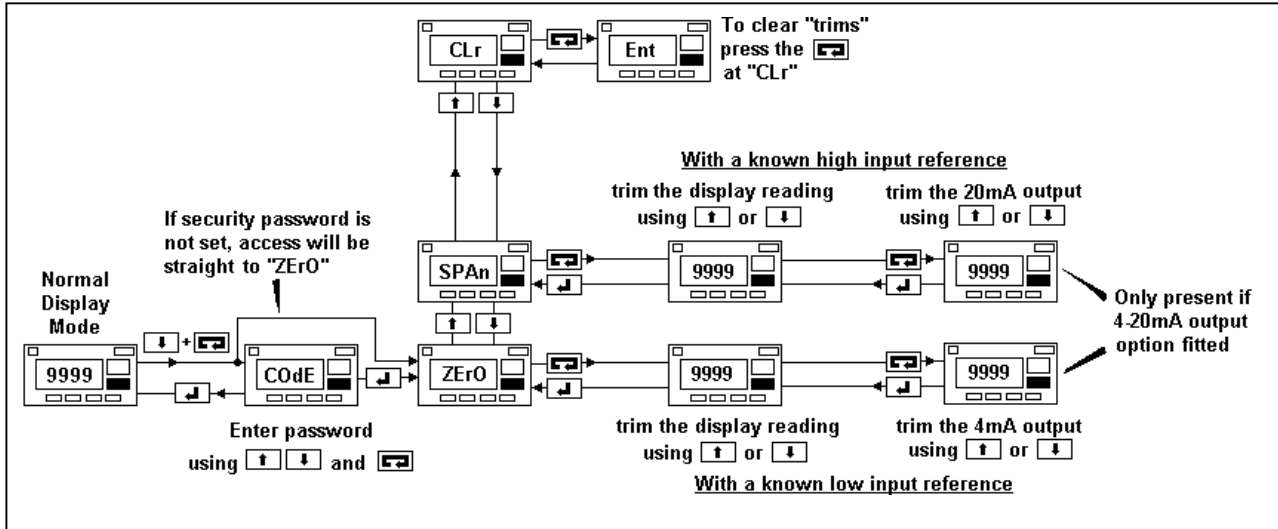 CLr
Ent
To clear "trims"
press the
at "CLr"
With a known high input reference
trim the display reading
using ⬆ or ⬇
trim the 20mA output
using ⬆ or ⬇
If security password is
not set, access will be
straight to "ZErO"
SPAn
9999
9999
Normal
Display
Mode
Only present if
4-20mA output
option fitted
⬇ +
9999
COdE
ZErO
9999
9999
Enter password
using ⬆ ⬇ and
trim the display reading
using ⬆ or ⬇
trim the 4mA output
using ⬆ or ⬇
With a known low input reference